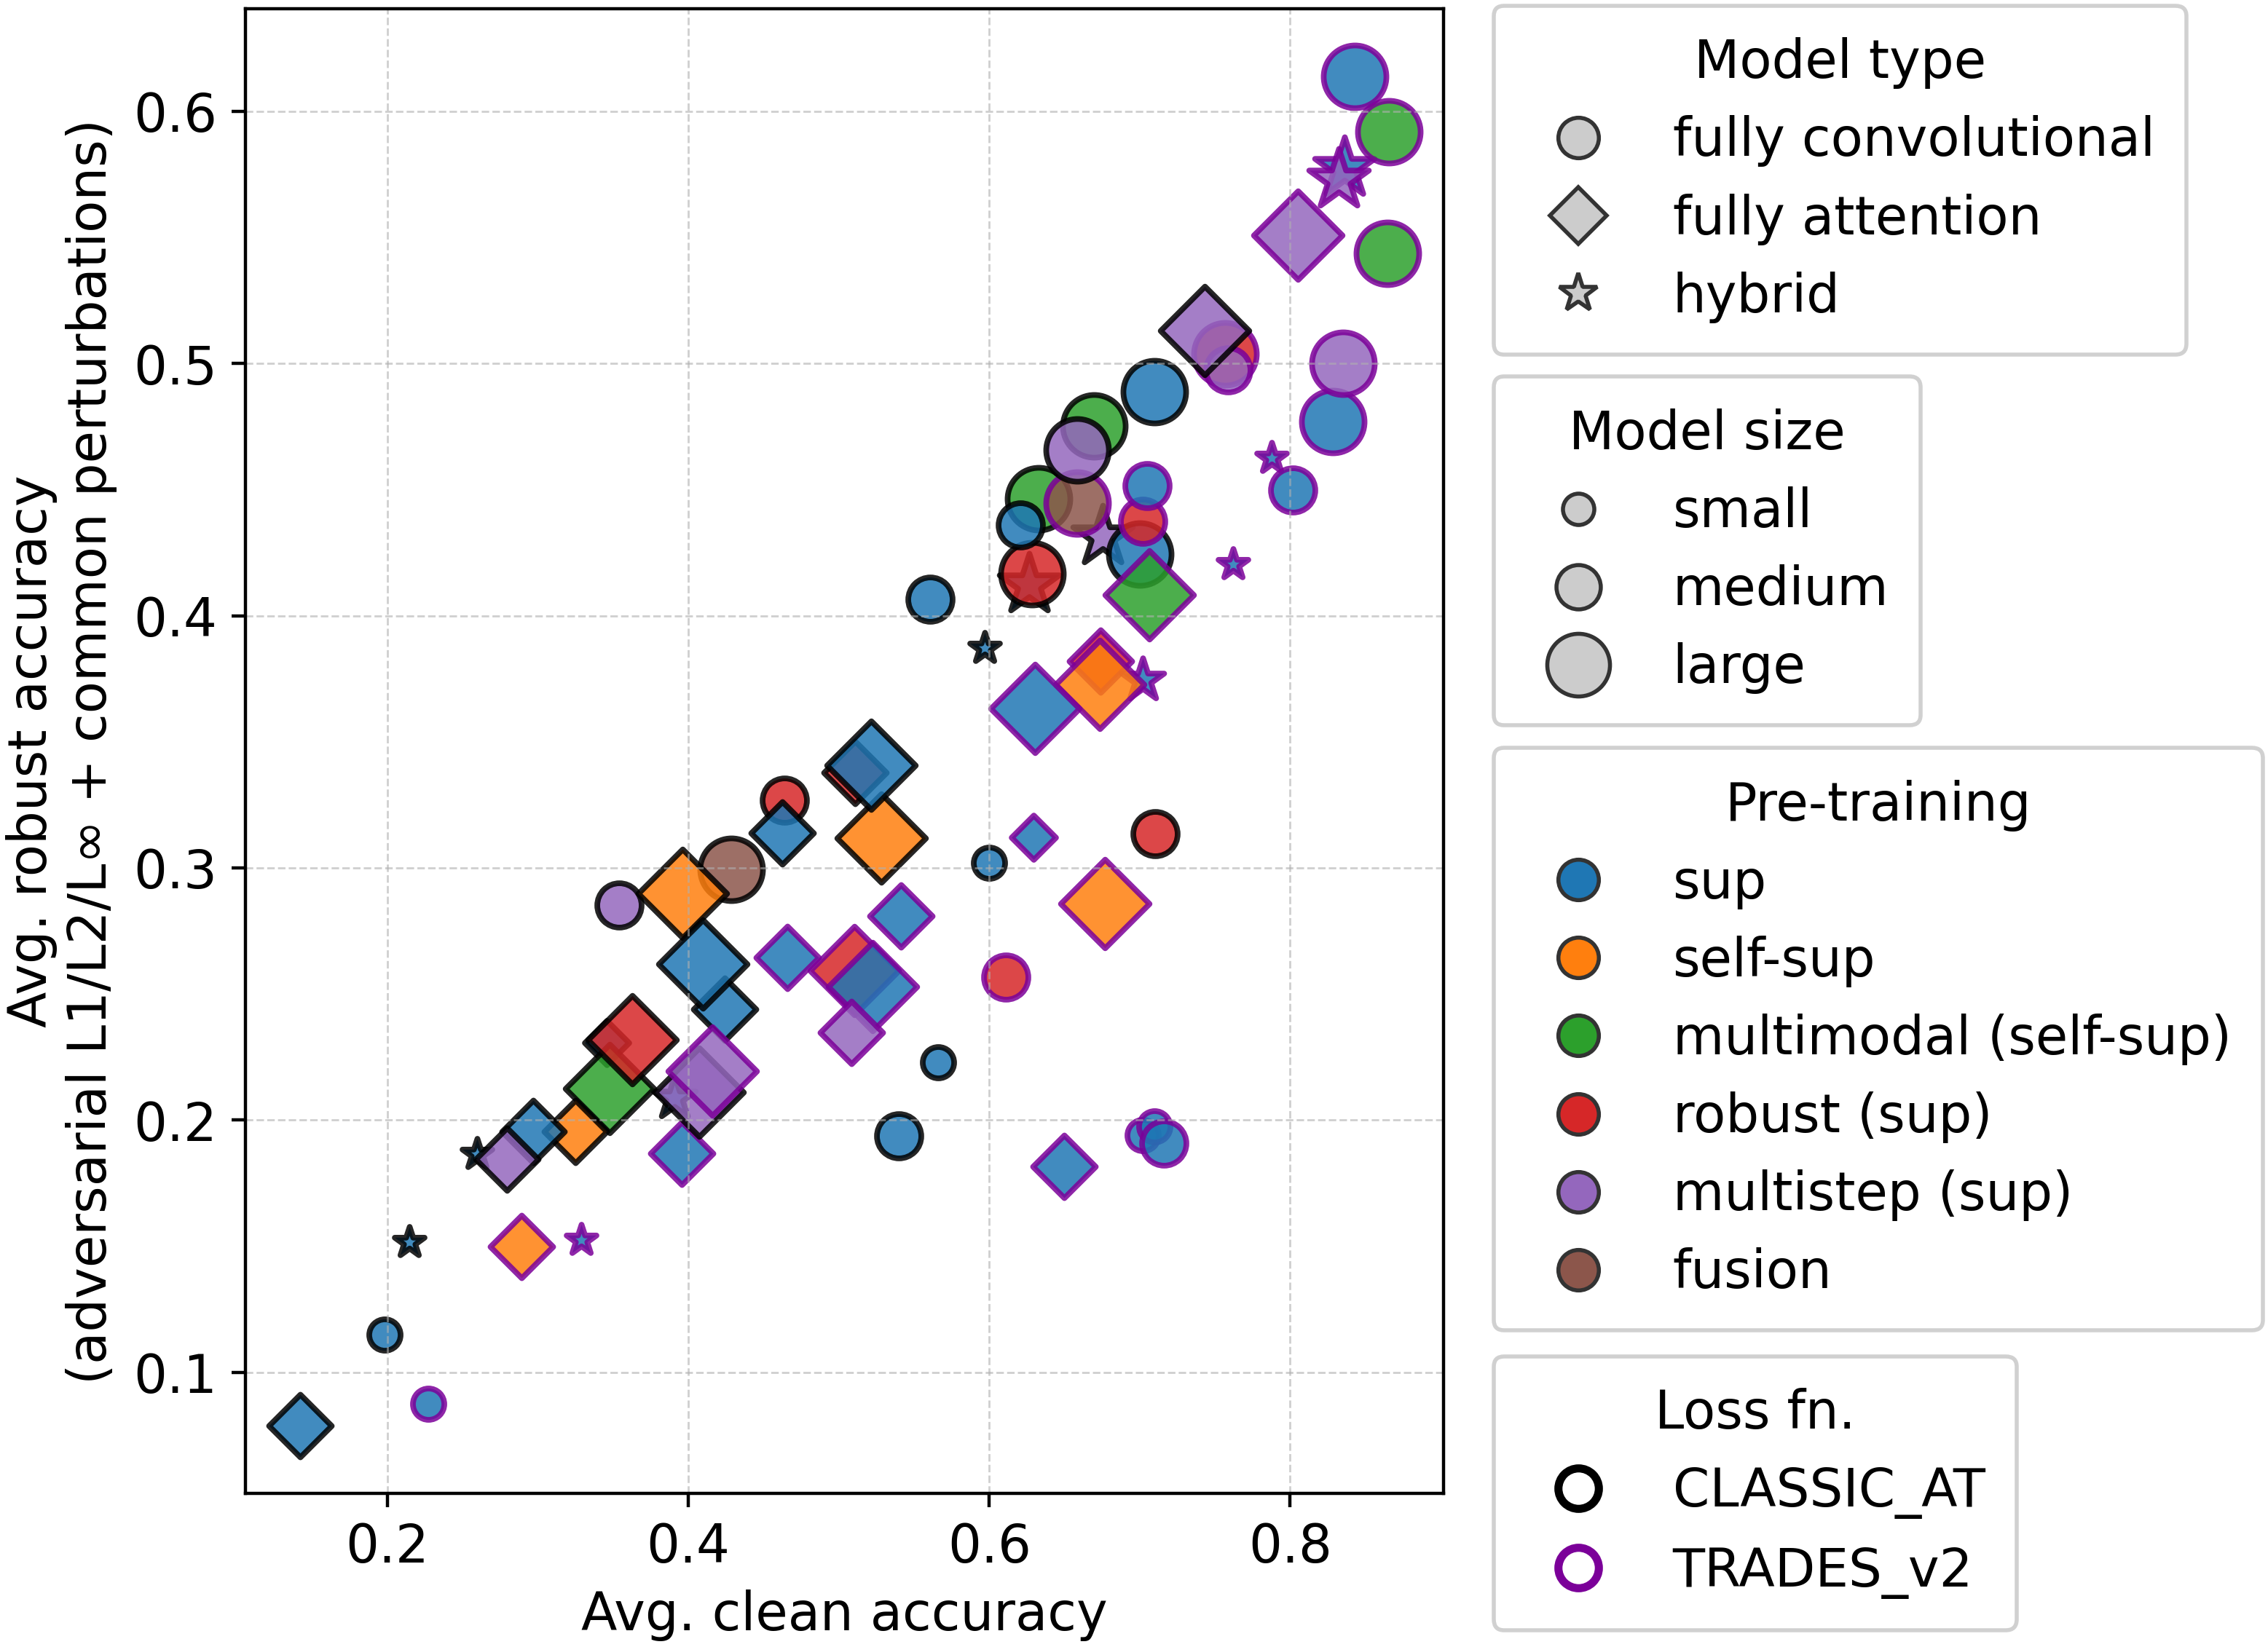 Avg. robust accuracy
(adversarial L1/L2/L∞ + common perturbations)
0.6
0.5
0.4
0.3
0.2
0.1
0.2
0.4
0.6
0.8
Avg. clean accuracy
Model type
fully convolutional
fully attention
hybrid
Model size
small
medium
large
Pre-training
sup
self-sup
multimodal (self-sup)
robust (sup)
multistep (sup)
fusion
Loss fn.
CLASSIC_AT
TRADES_v2